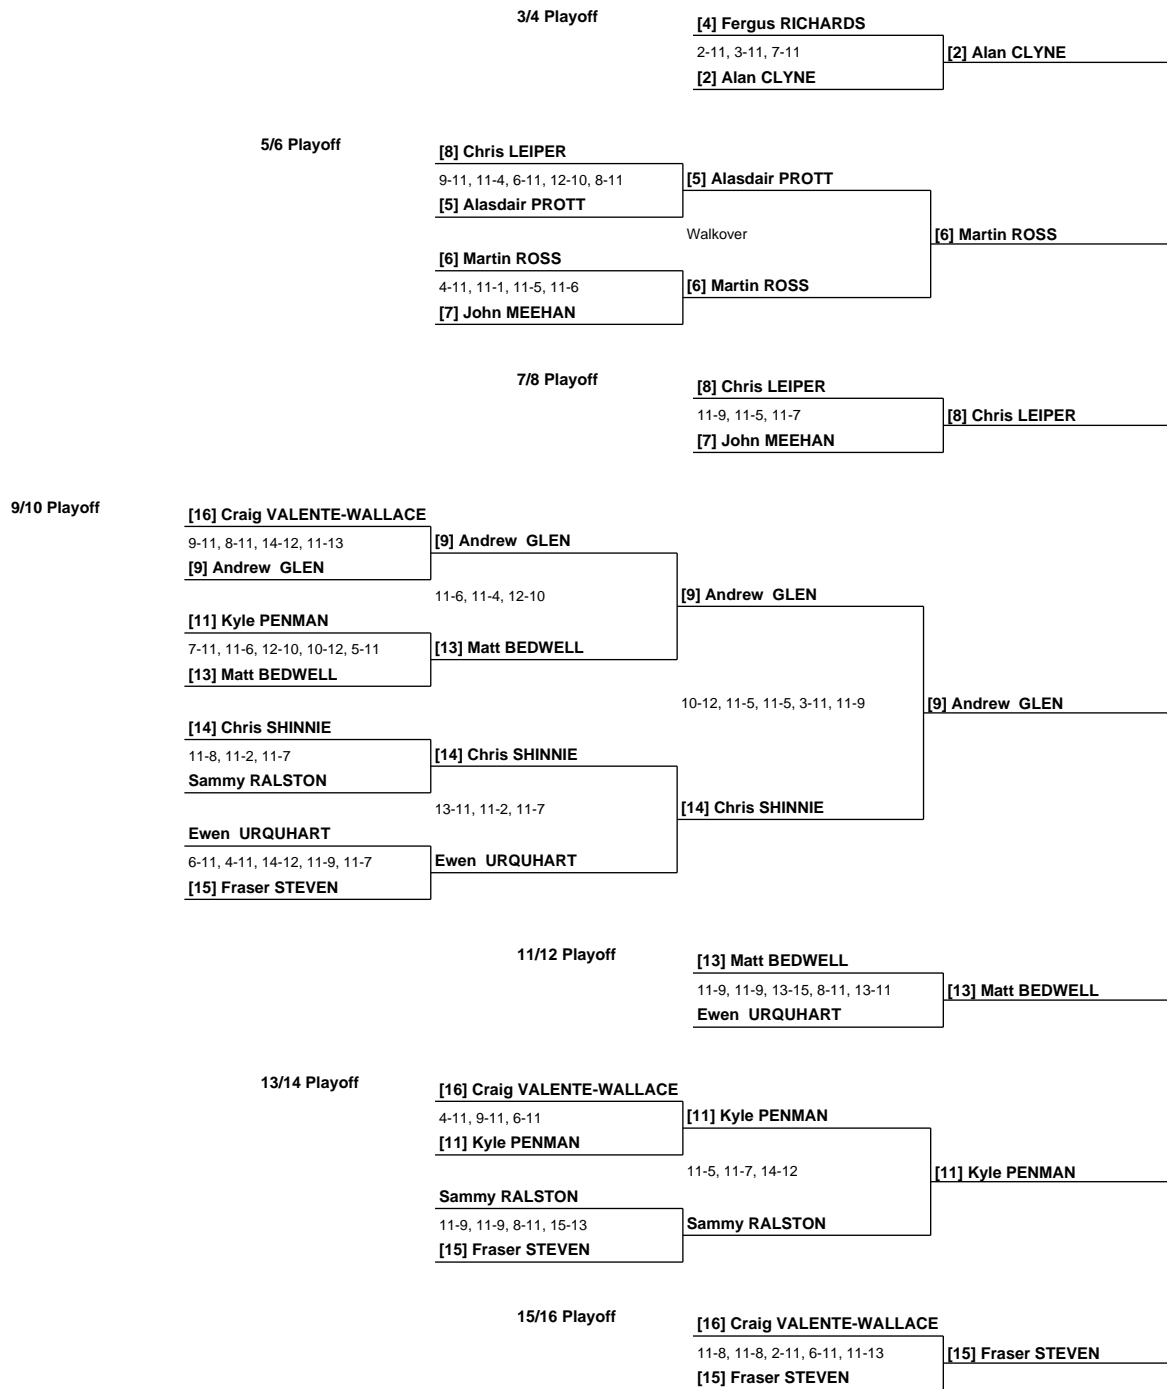 3/4 Playoff
[4] Fergus RICHARDS
2-11, 3-11, 7-11
[2] Alan CLYNE
[2] Alan CLYNE
5/6 Playoff
[8] Chris LEIPER
9-11, 11-4, 6-11, 12-10, 8-11
[5] Alasdair PROTT
[5] Alasdair PROTT
Walkover
[6] Martin ROSS
[6] Martin ROSS
4-11, 11-1, 11-5, 11-6
[6] Martin ROSS
[7] John MEEHAN
7/8 Playoff
[8] Chris LEIPER
11-9, 11-5, 11-7
[8] Chris LEIPER
[7] John MEEHAN
9/10 Playoff
[16] Craig VALENTE-WALLACE
9-11, 8-11, 14-12, 11-13
[9] Andrew GLEN
[9] Andrew GLEN
11-6, 11-4, 12-10
[9] Andrew GLEN
[11] Kyle PENMAN
7-11, 11-6, 12-10, 10-12, 5-11
[13] Matt BEDWELL
[13] Matt BEDWELL
10-12, 11-5, 11-5, 3-11, 11-9
[9] Andrew GLEN
[14] Chris SHINNIE
11-8, 11-2, 11-7
[14] Chris SHINNIE
Sammy RALSTON
13-11, 11-2, 11-7
[14] Chris SHINNIE
Ewen URQUHART
6-11, 4-11, 14-12, 11-9, 11-7
Ewen URQUHART
[15] Fraser STEVEN
11/12 Playoff
[13] Matt BEDWELL
11-9, 11-9, 13-15, 8-11, 13-11
[13] Matt BEDWELL
Ewen URQUHART
13/14 Playoff
[16] Craig VALENTE-WALLACE
4-11, 9-11, 6-11
[11] Kyle PENMAN
[11] Kyle PENMAN
11-5, 11-7, 14-12
[11] Kyle PENMAN
Sammy RALSTON
11-9, 11-9, 8-11, 15-13
Sammy RALSTON
[15] Fraser STEVEN
15/16 Playoff
[16] Craig VALENTE-WALLACE
11-8, 11-8, 2-11, 6-11, 11-13
[15] Fraser STEVEN
[15] Fraser STEVEN